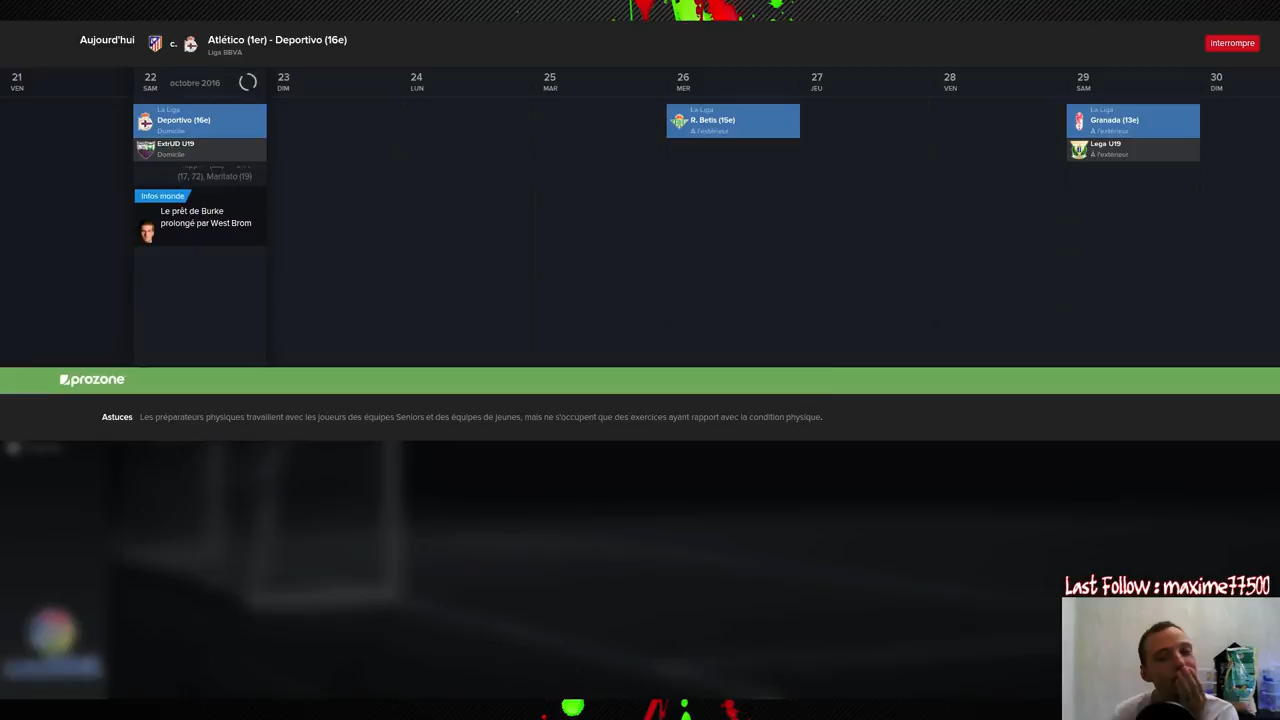 Aujourd'hui
c.
Atlético (1er) - Deportivo (16e)
Liga BBVA
Interrompre
21
VEN
22
SAM
octobre 2016
23
DIM
24
LUN
25
MAR
26
MER
27
JEU
28
VEN
29
SAM
30
DIM
La Liga
Deportivo (16e)
Domicile
ExtrUD U19
Domicile
(17, 72), Maritato (19)
Infos monde
Le prêt de Burke
prolongé par West Brom
La Liga
R. Betis (15e)
À l'extérieur
La Liga
Granada (13e)
À l'extérieur
Lega U19
À l'extérieur
prozone
Astuces Les préparateurs physiques travaillent avec les joueurs des équipes Seniors et des équipes de jeunes, mais ne s'occupent que des exercices ayant rapport avec la condition physique.
Last Follow : maxime77500